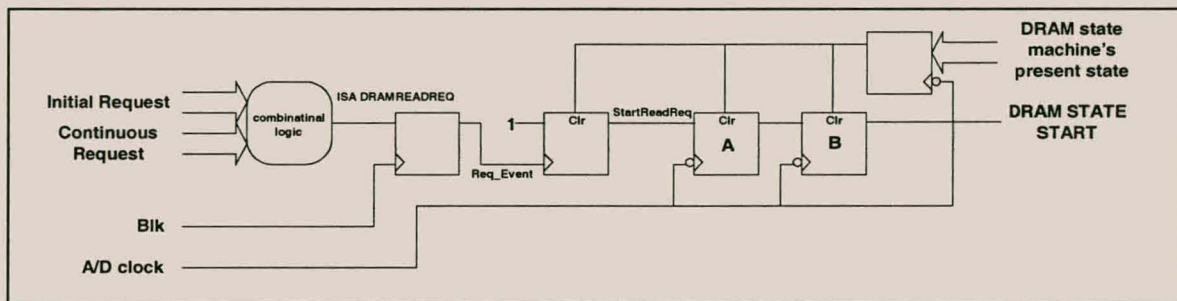 DRAM state
machine's
present state
Initial Request
Continuous
Request
combinatinal
logic
ISA DRAMREADREQ
1
Clr
StartReadReq
Clr
A
Clr
B
DRAM STATE
START
Req_Event
Blk
A/D clock